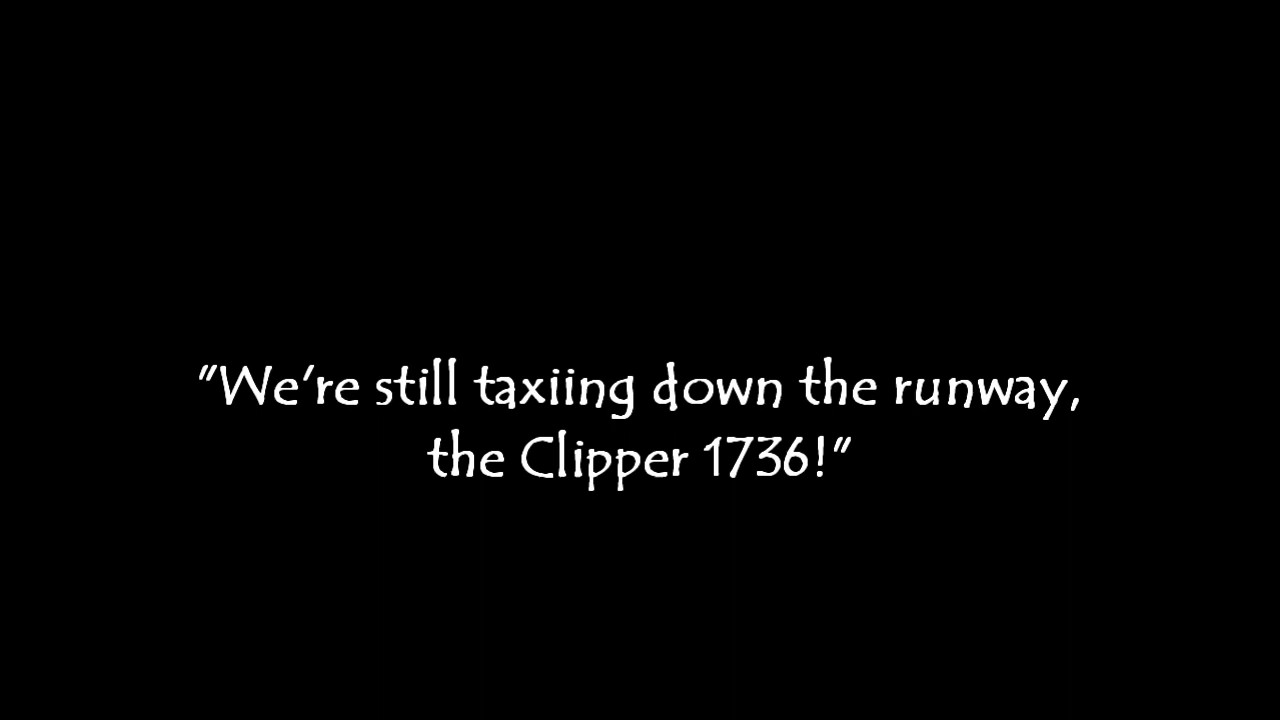 "We're still taxiing down the runway,
the Clipper 1736!"